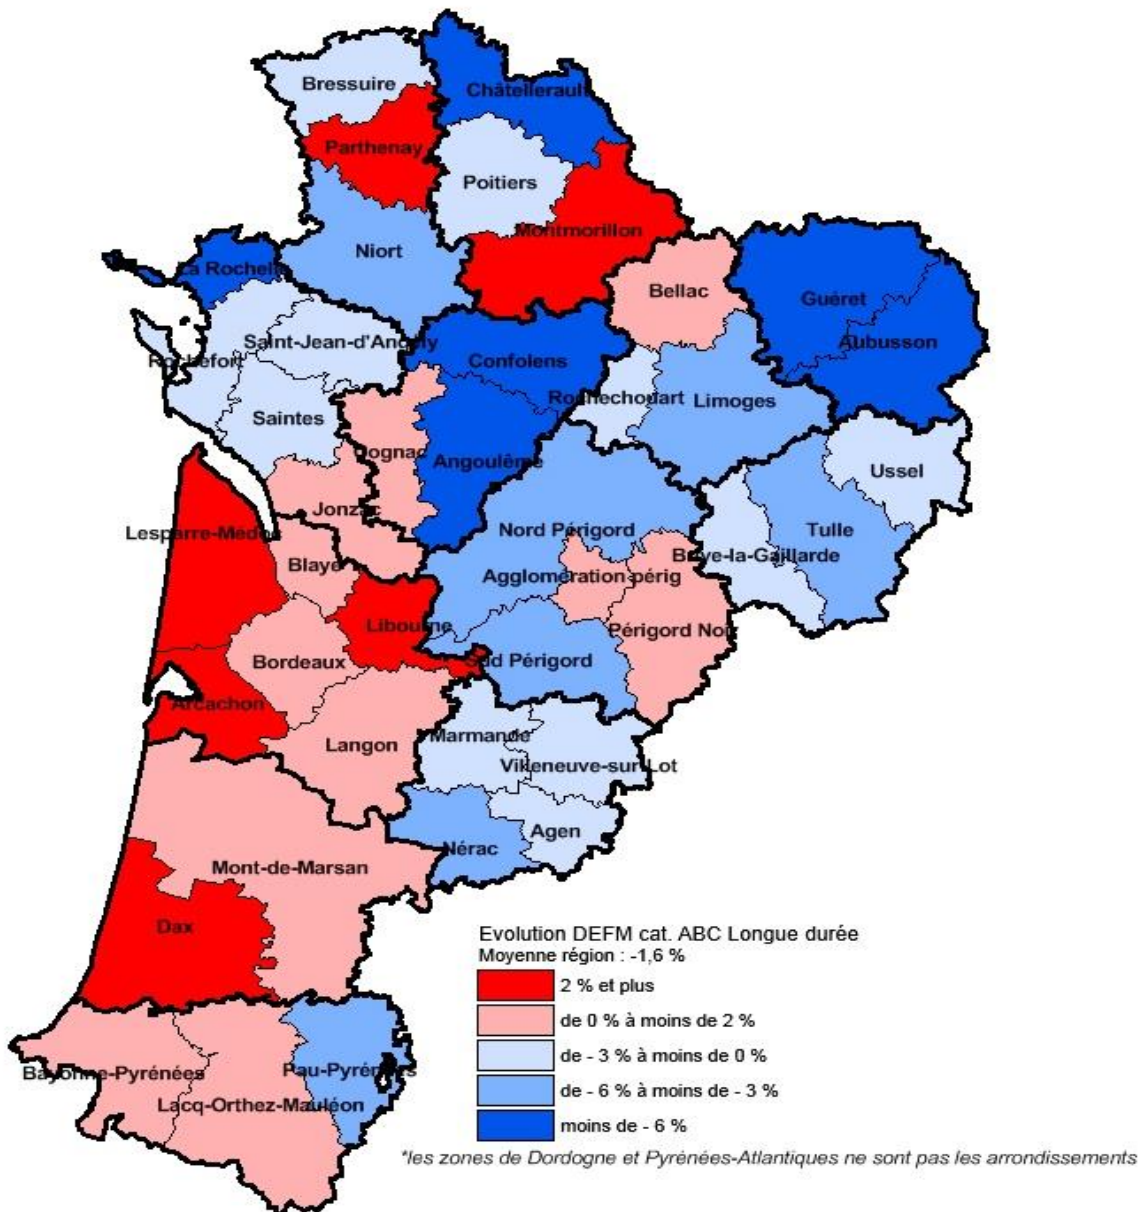 Bressuire
Châtellerault
Parthenay
Poitiers
Montmorillon
Niort
La Rochelle
Bellac
Guéret
Saint-Jean-d'Angély
Rochefort
Confolens
Aubusson
Rochechouart
Limoges
Saintes
Cognac
Angoulême
Ussel
Jonzac
Nord Périgord
Tulle
Lesparre-Médoc
Brive-la-Gaillarde
Blaye
Agglomération périg
Libourne
Périgord Noir
Bordeaux
Sud Périgord
Arcachon
Langon
Marmande
Villeneuve-sur-Lot
Agen
Nérac
Mont-de-Marsan
Dax
Evolution DEFM cat. ABC Longue durée
Moyenne région : -1,6 %
2 % et plus
de 0 % à moins de 2 %
de - 3 % à moins de 0 %
de - 6 % à moins de - 3 %
moins de - 6 %
Bayonne-Pyrénées
Pau-Pyrénées
Lacq-Orthez-Mauléon
*les zones de Dordogne et Pyrénées-Atlantiques ne sont pas les arrondissements